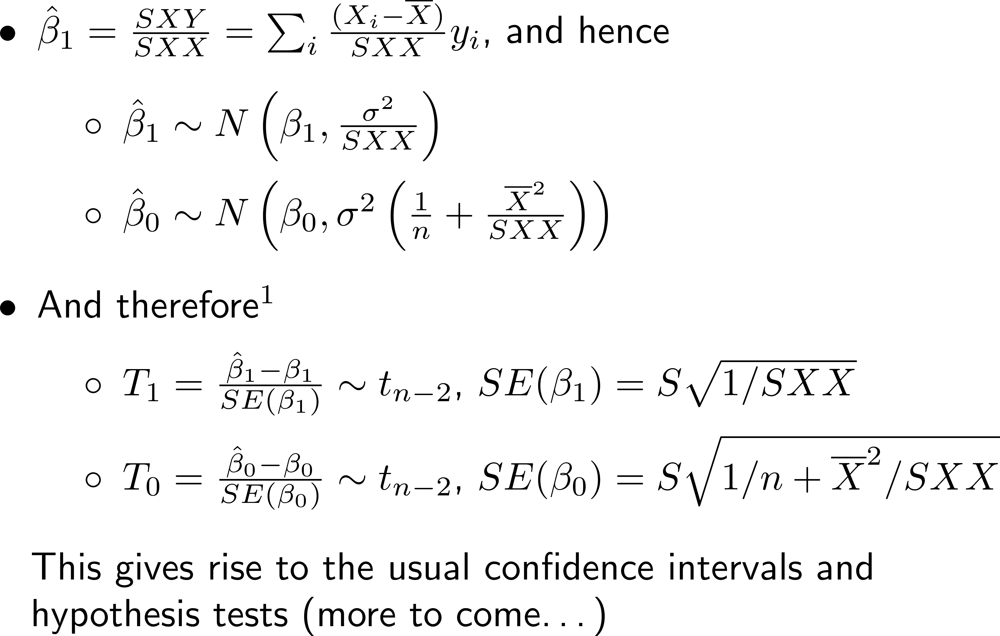 • $\hat{\beta}_1 = \frac{SXY}{SXX} = \sum_i \frac{(X_i - \overline{X})}{SXX} y_i$, and hence
∘ $\hat{\beta}_1 \sim N\left(\beta_1, \frac{\sigma^2}{SXX}\right)$
∘ $\hat{\beta}_0 \sim N\left(\beta_0, \sigma^2\left(\frac{1}{n} + \frac{\overline{X}^2}{SXX}\right)\right)$
• And therefore$^1$
∘ $T_1 = \frac{\hat{\beta}_1 - \beta_1}{SE(\beta_1)} \sim t_{n-2}$, $SE(\beta_1) = S\sqrt{1/SXX}$
∘ $T_0 = \frac{\hat{\beta}_0 - \beta_0}{SE(\beta_0)} \sim t_{n-2}$, $SE(\beta_0) = S\sqrt{1/n + \overline{X}^2/SXX}$
This gives rise to the usual confidence intervals and
hypothesis tests (more to come. . . )